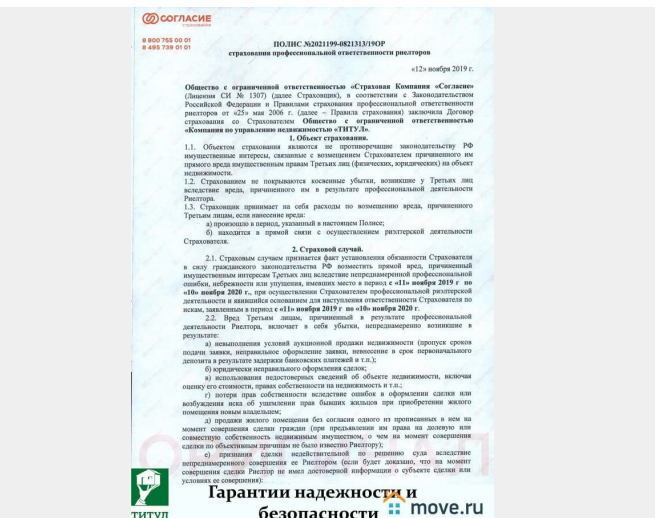 СОГЛАСИЕ
страхование
8 800 755 00 01
8 495 739 01 01
ПОЛИС №2021199-0821313/19ОР
страхования профессиональной ответственности риелторов
«12» ноября 2019 г.
Общество с ограниченной ответственностью «Страховая Компания «Согласие»
(Лицензия СИ № 1307) (далее Страховщик), в соответствии с Законодательством
Российской Федерации и Правилами страхования профессиональной ответственности
риелторов от «25» мая 2006 г. (далее – Правила страхования) заключила Договор
страхования со Страхователем Общество с ограниченной ответственностью
«Компания по управлению недвижимостью «ТИТУЛ».
1. Объект страхования.
1.1. Объектом страхования являются не противоречащие законодательству РФ
имущественные интересы, связанные с возмещением Страхователем причиненного им
прямого вреда имущественным правам Третьих лиц (физических, юридических) на объект
недвижимости.
1.2. Страхованием не покрываются косвенные убытки, возникшие у Третьих лиц
вследствие вреда, причиненного им в результате профессиональной деятельности
Риелтора.
1.3. Страховщик принимает на себя расходы по возмещению вреда, причиненного
Третьим лицам, если нанесение вреда:
а) произошло в период, указанный в настоящем Полисе;
б) находится в прямой связи с осуществлением риэлтерской деятельности
Страхователя.
2. Страховой случай.
2.1. Страховым случаем признается факт установления обязанности Страхователя
в силу гражданского законодательства РФ возместить прямой вред, причиненный
имущественным интересам Третьих лиц вследствие непреднамеренной профессиональной
ошибки, небрежности или упущения, имевших место в период с «11» ноября 2019 г по
«10» ноября 2020 г., при осуществлении Страхователем профессиональной риэлтерской
деятельности и явившийся основанием для наступления ответственности Страхователя по
искам, заявленным в период с «11» ноября 2019 г по «10» ноября 2020 г.
2.2. Вред Третьим лицам, причиненный в результате профессиональной
деятельности Риелтора, включает в себя убытки, непреднамеренно возникшие в
результате:
а) невыполнения условий аукционной продажи недвижимости (пропуск сроков
подачи заявки, неправильное оформление заявки, невнесение в срок первоначального
депозита в результате задержки банковских платежей и т.п.);
б) юридически неправильного оформления сделок;
в) использования недостоверных сведений об объекте недвижимости, включая
оценку его стоимости, правах собственности на недвижимость и т.п.;
г) потери прав собственности вследствие ошибок в оформлении сделки или
возбуждения иска об ущемлении прав бывших жильцов при приобретении жилого
помещения новым владельцем;
д) продажи жилого помещения без согласия одного из прописанных в нем на
момент совершения сделки граждан (при предъявлении им права на долевую или
совместную собственность недвижимым имуществом, о чем на момент совершения
сделки по объективным причинам не было известно Риелтору);
е) признания сделки недействительной по решению суда вследствие
непреднамеренного совершения ее Риелтором (если будет доказано, что на момент
совершения сделки Риелтор не имел достоверной информации о субъекте сделки или
условиях ее совершения):
Гарантии надежности и
безопасности
ТИТУЛ
move.ru